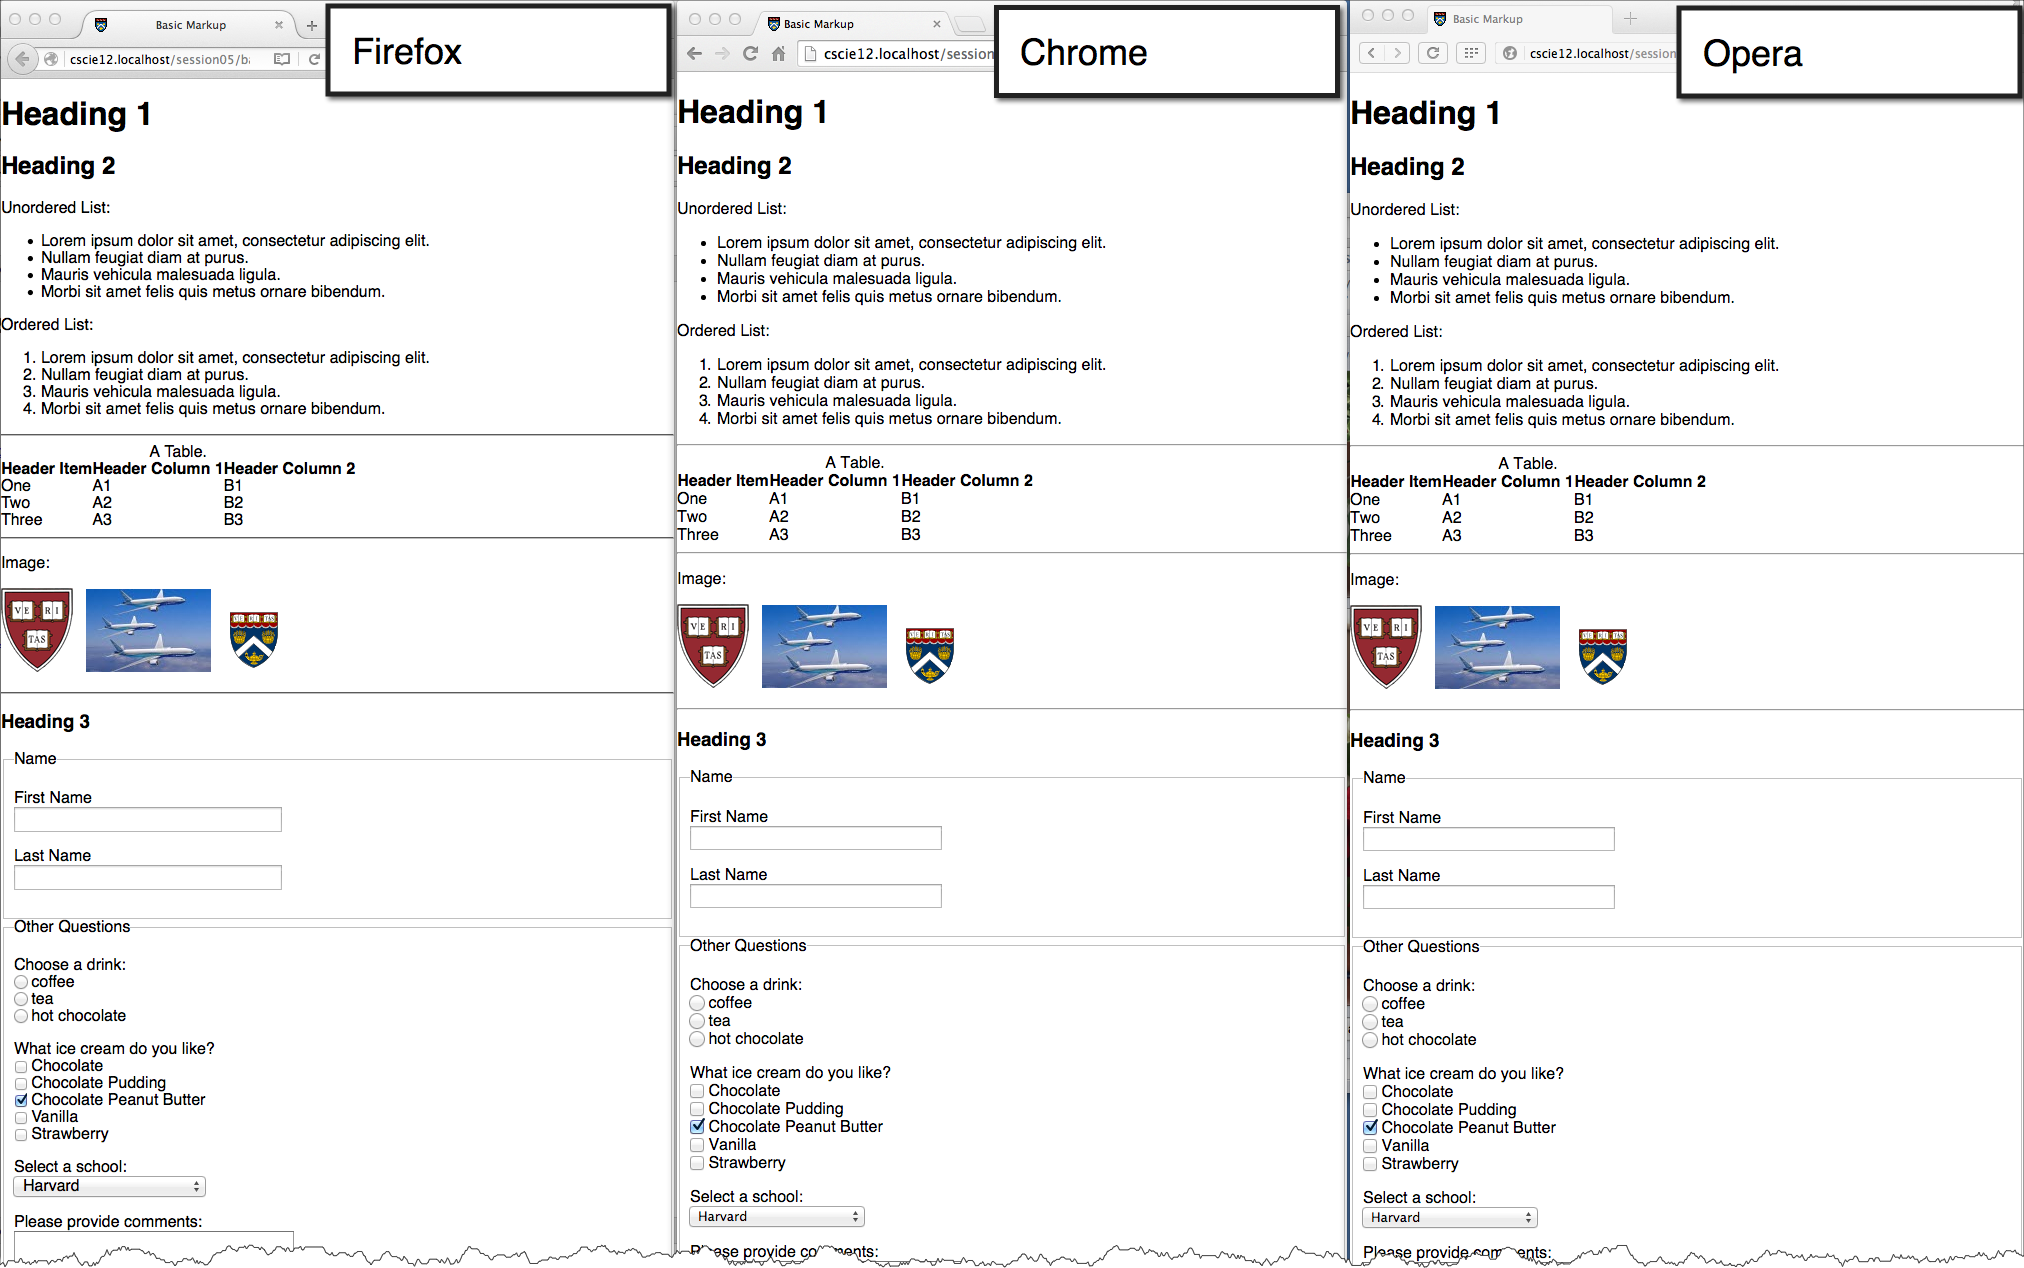 Basic Markup
cscie12.localhost/session05/ba
Firefox
Heading 1
Heading 2
Unordered List:
• Lorem ipsum dolor sit amet, consectetur adipiscing elit.
• Nullam feugiat diam at purus.
• Mauris vehicula malesuada ligula.
• Morbi sit amet felis quis metus ornare bibendum.
Ordered List:
1. Lorem ipsum dolor sit amet, consectetur adipiscing elit.
2. Nullam feugiat diam at purus.
3. Mauris vehicula malesuada ligula.
4. Morbi sit amet felis quis metus ornare bibendum.
A Table.
Header Item Header Column 1 Header Column 2
One A1 B1
Two A2 B2
Three A3 B3
Image:
VE RI
TAS
Heading 3
Name
First Name
Last Name
Other Questions
Choose a drink:
coffee
tea
hot chocolate
What ice cream do you like?
Chocolate
Chocolate Pudding
Chocolate Peanut Butter
Vanilla
Strawberry
Select a school:
Harvard
Please provide comments:
Basic Markup
cscie12.localhost/session
Chrome
Heading 1
Heading 2
Unordered List:
• Lorem ipsum dolor sit amet, consectetur adipiscing elit.
• Nullam feugiat diam at purus.
• Mauris vehicula malesuada ligula.
• Morbi sit amet felis quis metus ornare bibendum.
Ordered List:
1. Lorem ipsum dolor sit amet, consectetur adipiscing elit.
2. Nullam feugiat diam at purus.
3. Mauris vehicula malesuada ligula.
4. Morbi sit amet felis quis metus ornare bibendum.
A Table.
Header Item Header Column 1 Header Column 2
One A1 B1
Two A2 B2
Three A3 B3
Image:
VE RI
TAS
Heading 3
Name
First Name
Last Name
Other Questions
Choose a drink:
coffee
tea
hot chocolate
What ice cream do you like?
Chocolate
Chocolate Pudding
Chocolate Peanut Butter
Vanilla
Strawberry
Select a school:
Harvard
Please provide comments:
Basic Markup
cscie12.localhost/session
Opera
Heading 1
Heading 2
Unordered List:
• Lorem ipsum dolor sit amet, consectetur adipiscing elit.
• Nullam feugiat diam at purus.
• Mauris vehicula malesuada ligula.
• Morbi sit amet felis quis metus ornare bibendum.
Ordered List:
1. Lorem ipsum dolor sit amet, consectetur adipiscing elit.
2. Nullam feugiat diam at purus.
3. Mauris vehicula malesuada ligula.
4. Morbi sit amet felis quis metus ornare bibendum.
A Table.
Header Item Header Column 1 Header Column 2
One A1 B1
Two A2 B2
Three A3 B3
Image:
VE RI
TAS
Heading 3
Name
First Name
Last Name
Other Questions
Choose a drink:
coffee
tea
hot chocolate
What ice cream do you like?
Chocolate
Chocolate Pudding
Chocolate Peanut Butter
Vanilla
Strawberry
Select a school:
Harvard
Please provide comments: